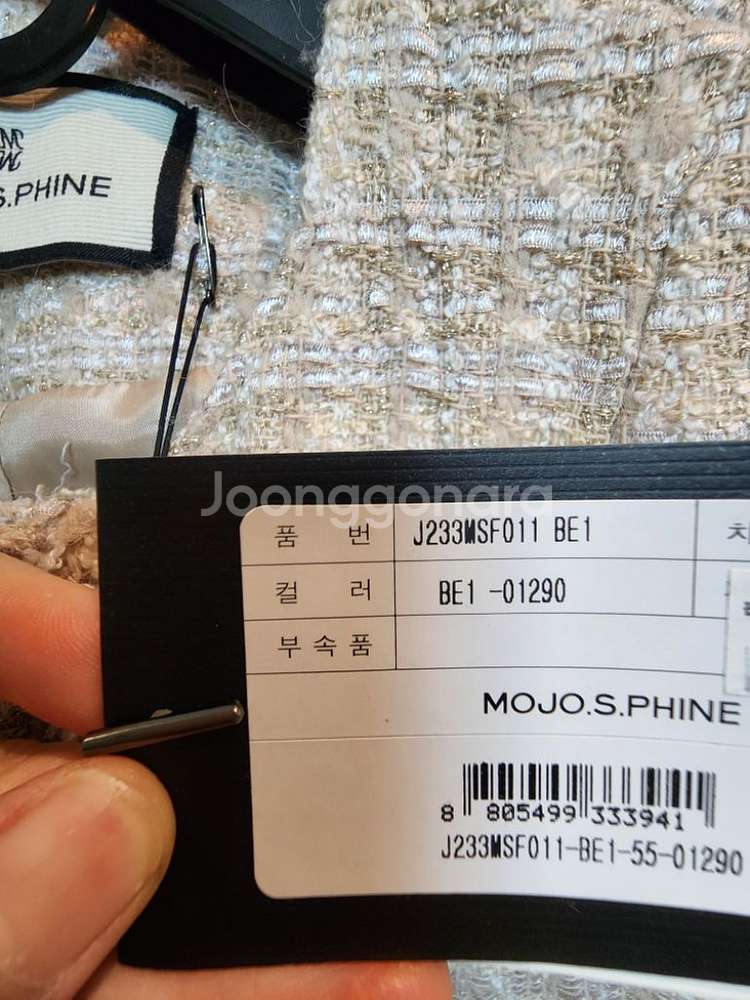 S.PHINE
Joonggonara
품 번 J233MSF011 BE1
컬 러 BE1 -01290
부속품
MOJO.S.PHINE
8 805499 333941
J233MSF011-BE1-55-01290